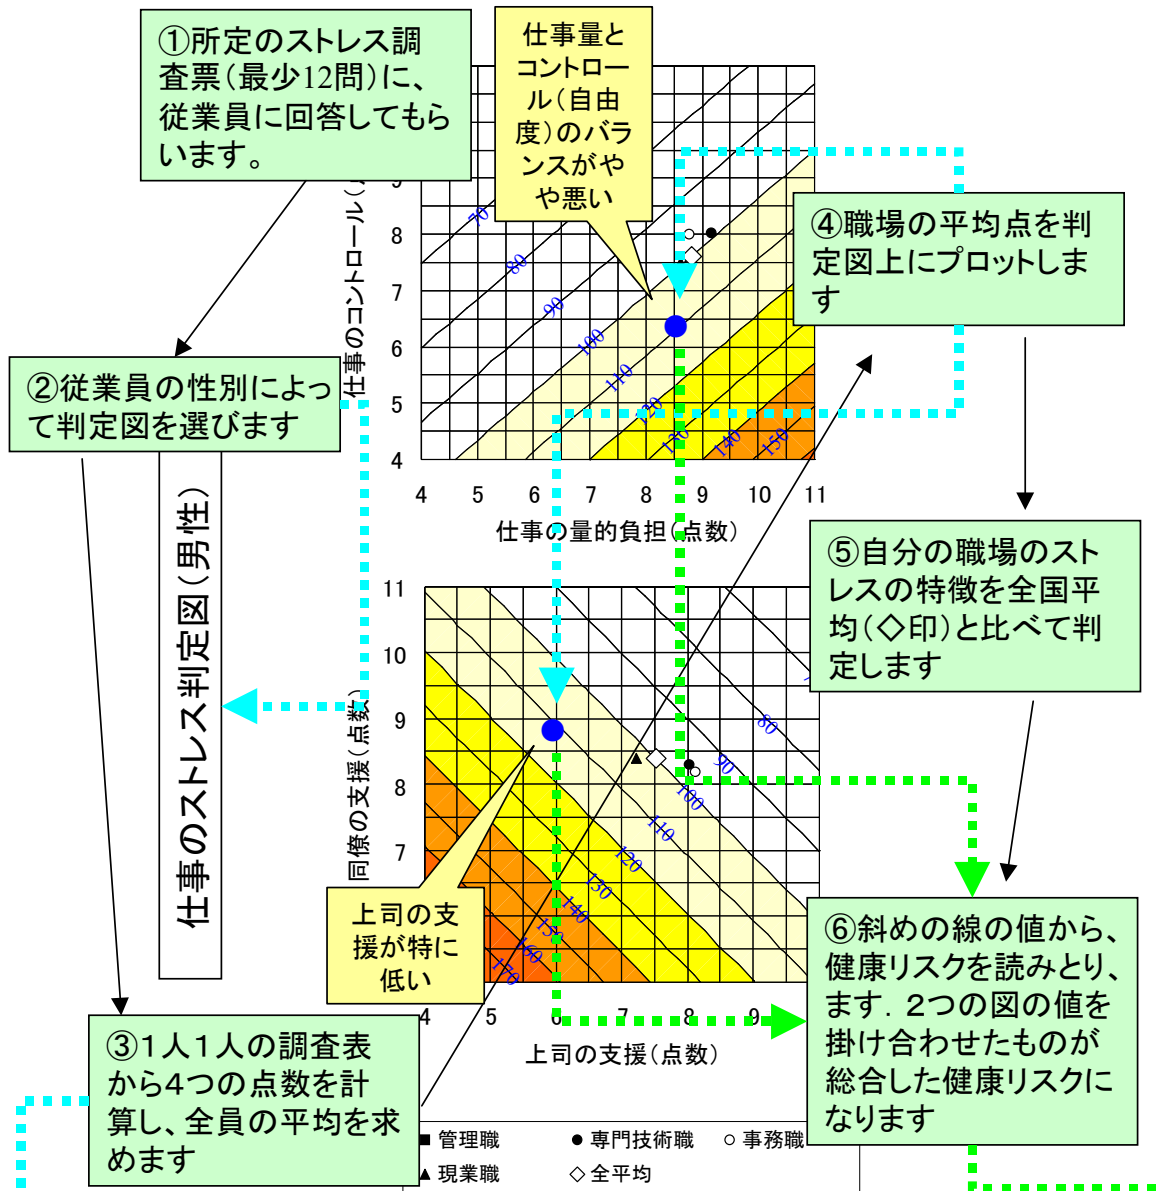 ①所定のストレス調
査票(最少12問)に、
従業員に回答してもら
います。
仕事量と
コントロー
ル(自由
度)のバラ
ンスがや
や悪い
④職場の平均点を判
定図上にプロットしま
す
②従業員の性別によっ
て判定図を選びます
仕事のストレス判定図(男性)
仕事のコントロール(
9
8
7
6
5
4
70
80
90
100
110
120
130
140
150
4 5 6 7 8 9 10 11
仕事の量的負担(点数)
⑤自分の職場のスト
レスの特徴を全国平
均(◇印)と比べて判
定します
同僚の支援(点数)
11
10
9
8
7
80
90
100
110
120
130
140
150
160
170
上司の支
援が特に
低い
4 5 6 7 8 9
上司の支援(点数)
③1人1人の調査表
から4つの点数を計
算し、全員の平均を求
めます
⑥斜めの線の値から、
健康リスクを読みとり、
ます. 2つの図の値を
掛け合わせたものが
総合した健康リスクに
なります
■ 管理職 ● 専門技術職 ○ 事務職
▲ 現業職 ◇ 全平均